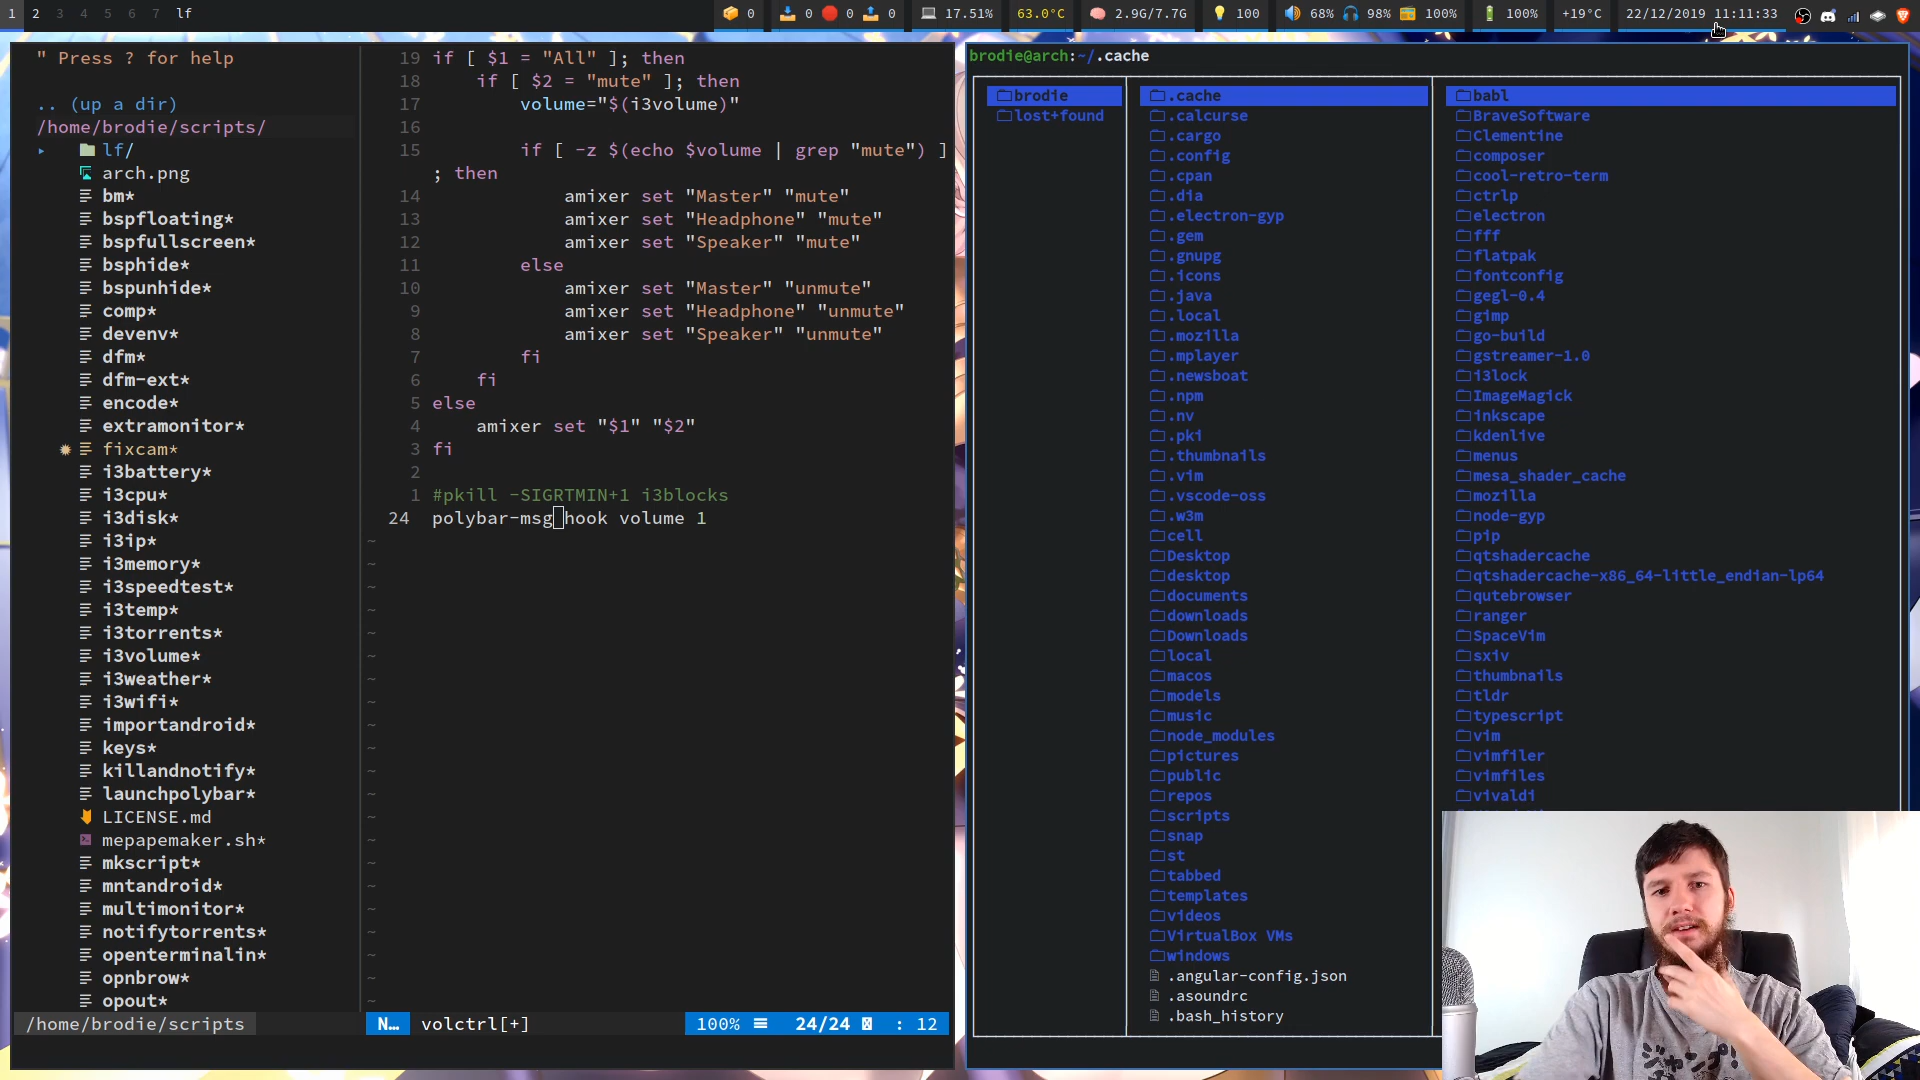 1 2 3 4 5 6 7 lf
0 0 0 0 17.51% 63.0°C 2.9G/7.7G 100 68% 98% 100% 100% +19°C 22/12/2019 11:11:33
" Press ? for help
.. (up a dir)
/home/brodie/scripts/
▸ lf/
arch.png
bm*
bspfloating*
bspfullscreen*
bsphide*
bspunhide*
comp*
devenv*
dfm*
dfm-ext*
encode*
extramonitor*
fixcam*
i3battery*
i3cpu*
i3disk*
i3ip*
i3memory*
i3speedtest*
i3temp*
i3torrents*
i3volume*
i3weather*
i3wifi*
importandroid*
keys*
killandnotify*
launchpolybar*
LICENSE.md
mepapemaker.sh*
mkscript*
mntandroid*
multimonitor*
notifytorrents*
openterminalin*
opnbrow*
opout*
/home/brodie/scripts
19 if [ $1 = "All" ]; then
18 if [ $2 = "mute" ]; then
17 volume="$(i3volume)"
16
15 if [ -z $(echo $volume | grep "mute") ]
; then
14 amixer set "Master" "mute"
13 amixer set "Headphone" "mute"
12 amixer set "Speaker" "mute"
11 else
10 amixer set "Master" "unmute"
9 amixer set "Headphone" "unmute"
8 amixer set "Speaker" "unmute"
7 fi
6 fi
5 else
4 amixer set "$1" "$2"
3 fi
2
1 #pkill -SIGRTMIN+1 i3blocks
24 polybar-msg hook volume 1
N… volctrl[+] 100% ☰ 24/24 : 12
brodie@arch:~/.cache
brodie
lost+found
.cache
.calcurse
.cargo
.config
.cpan
.dia
.electron-gyp
.gem
.gnupg
.icons
.java
.local
.mozilla
.mplayer
.newsboat
.npm
.nv
.pki
.thumbnails
.vim
.vscode-oss
.w3m
cell
Desktop
desktop
documents
downloads
Downloads
local
macos
models
music
node_modules
pictures
public
repos
scripts
snap
st
tabbed
templates
videos
VirtualBox VMs
windows
.angular-config.json
.asoundrc
.bash_history
babl
BraveSoftware
Clementine
composer
cool-retro-term
ctrlp
electron
fff
flatpak
fontconfig
gegl-0.4
gimp
go-build
gstreamer-1.0
i3lock
ImageMagick
inkscape
kdenlive
menus
mesa_shader_cache
mozilla
node-gyp
pip
qtshadercache
qtshadercache-x86_64-little_endian-lp64
qutebrowser
ranger
SpaceVim
sxiv
thumbnails
tldr
typescript
vim
vimfiler
vimfiles
vivaldi